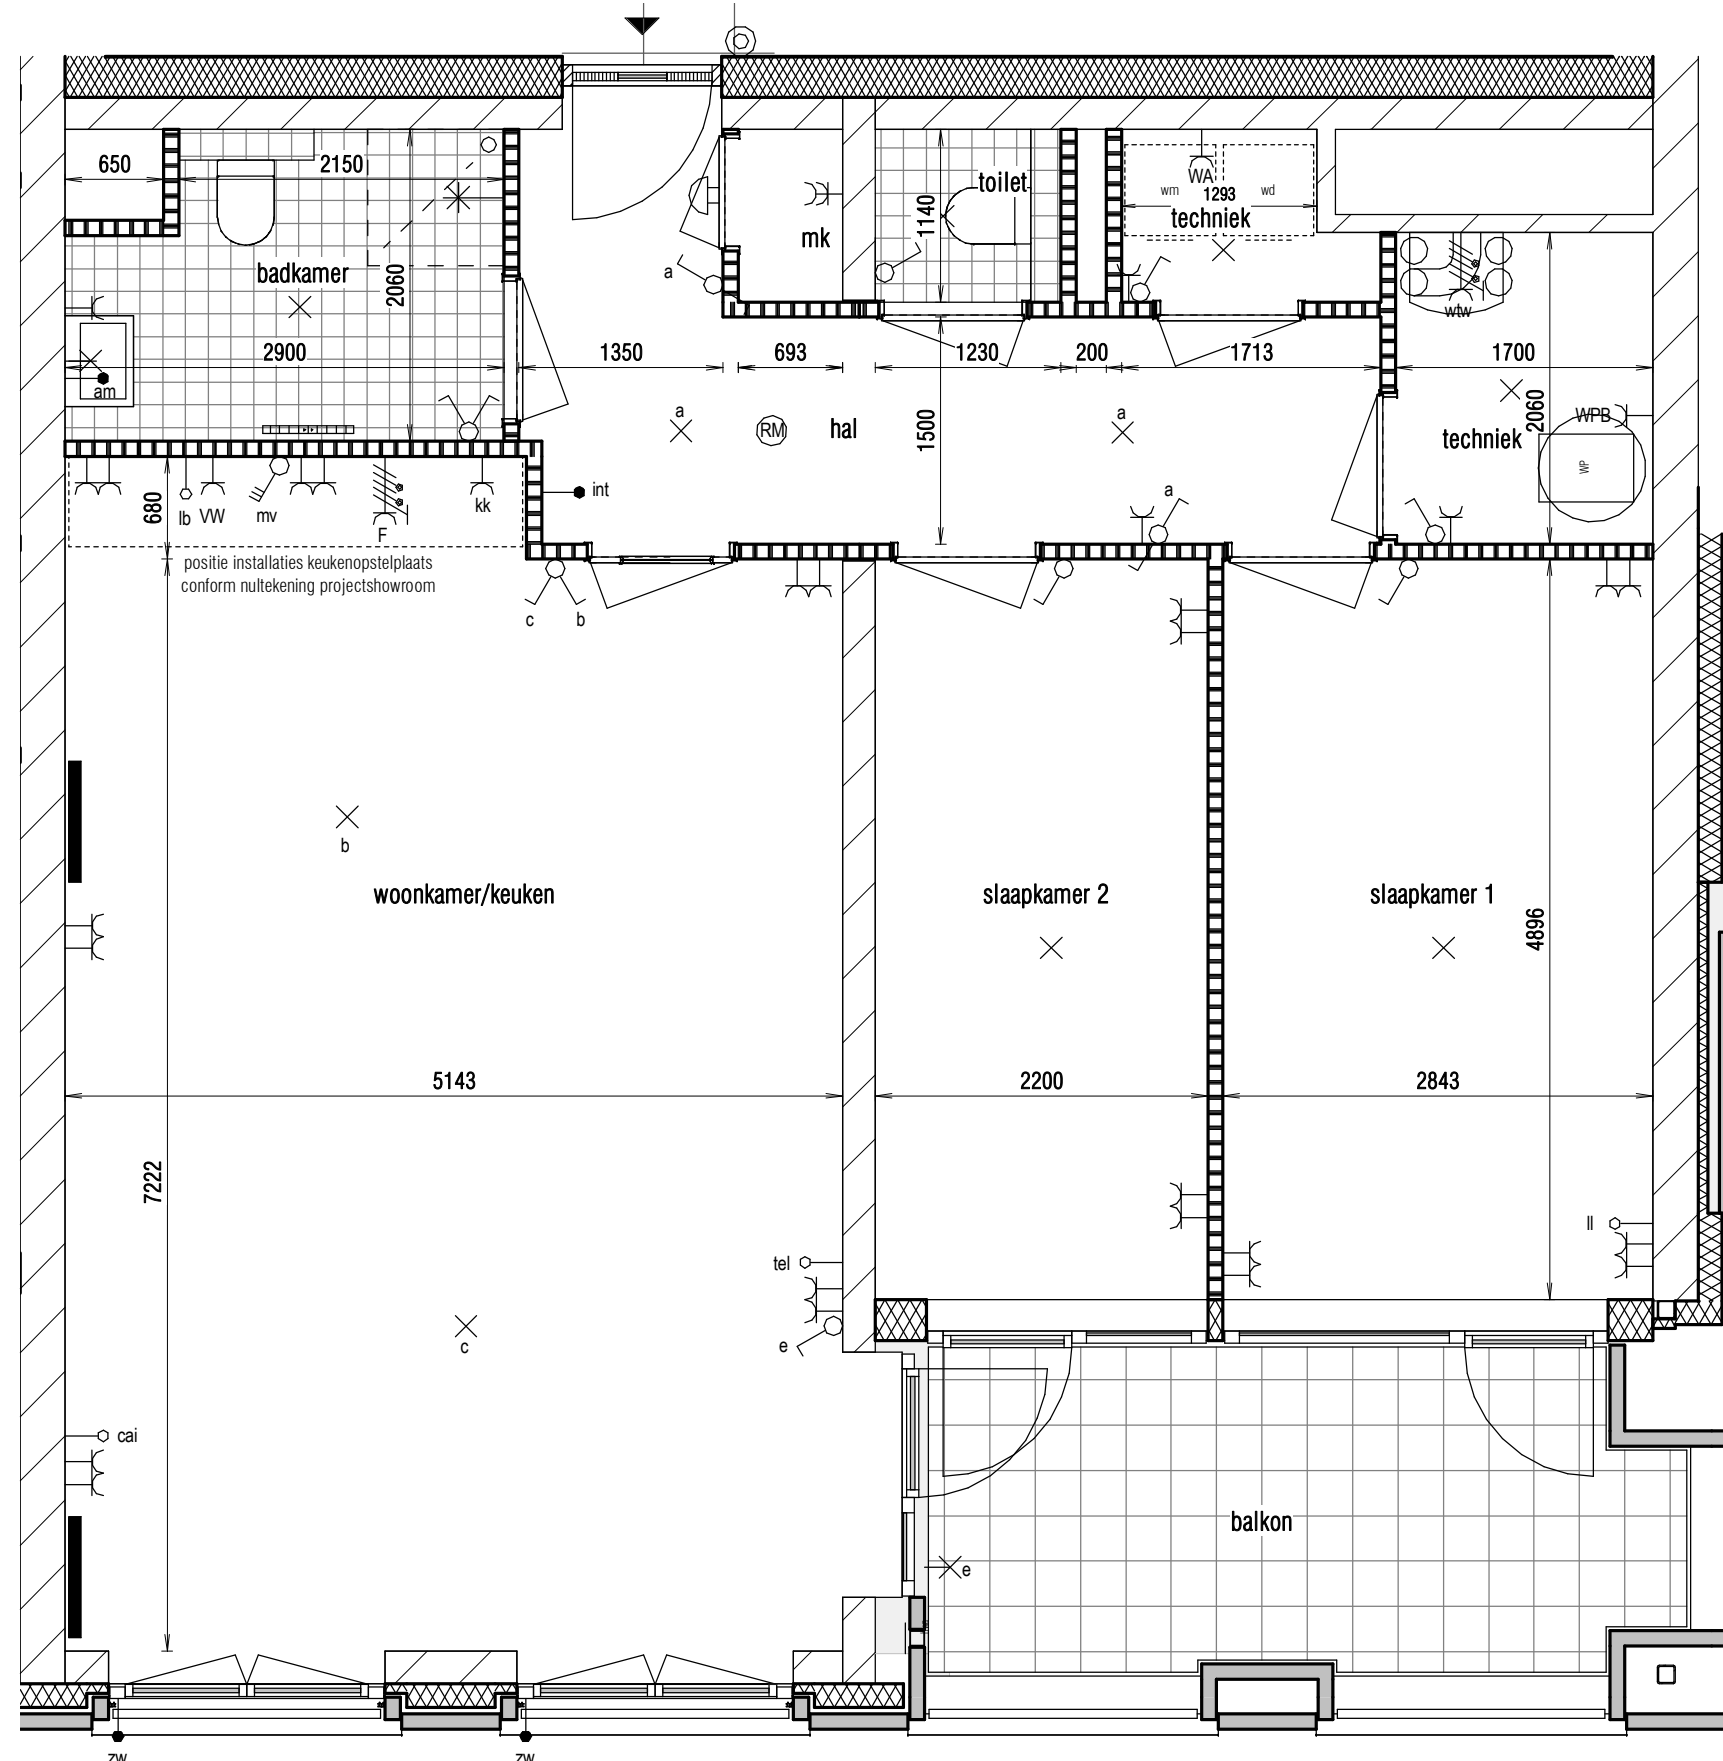 650
2150
WA
wm
1293
wd
techniek
toilet
1140
mk
a
badkamer
2060
wtw
2900
1350
693
1230
200
1713
1700
am
a
RM
hal
1500
a
2060
WPB
techniek
WP
680
lb
VW
mv
F
kk
int
a
positie installaties keukenopstelplaats
conform nultekening projectshowroom
c
b
b
woonkamer/keuken
slaapkamer 2
slaapkamer 1
4896
5143
2200
2843
7222
ll
tel
e
c
cai
balkon
e
zw
zw